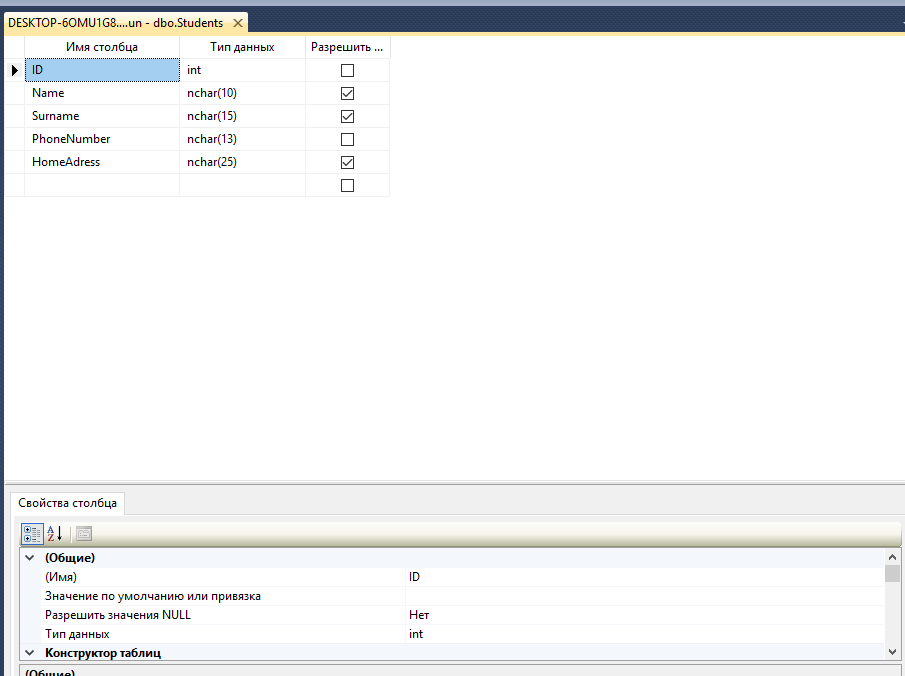 DESKTOP-6OMU1G8....un - dbo.Students
Имя столбца Тип данных Разрешить ...
ID int
Name nchar(10)
Surname nchar(15)
PhoneNumber nchar(13)
HomeAdress nchar(25)
Свойства столбца
(Общие)
(Имя) ID
Значение по умолчанию или привязка
Разрешить значения NULL Нет
Тип данных int
Конструктор таблиц
(Общие)